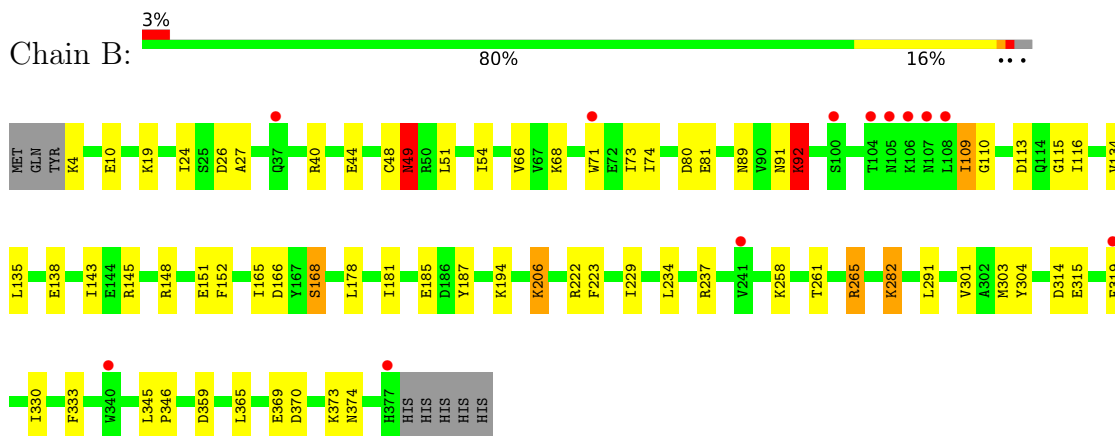 3%
Chain B:
80% 16% •• •
MET GLN TYR K4 E10 K19 I24 S25 D26 A27 Q37 R40 E44 C48 N49 R50 L51 I54 V66 V67 K68 W71 E72 I73 I74 D80 E81 N89 V90 N91 K92 S100 T104 N105 K106 N107 L108 I109 G110 D113 Q114 G115 I116
L135 E138 I143 E144 R145 R148 E151 F152 I165 D166 Y167 S168 L178 I181 E185 D186 Y187 K194 K206 R222 F223 I229 L234 R237 V241 K258 T261 R265 K282 L291 V301 A302 M303 Y304 D314 E315
I330 F333 W340 L345 P346 D359 L365 E369 D370 K373 N374 H377 HIS HIS HIS HIS HIS